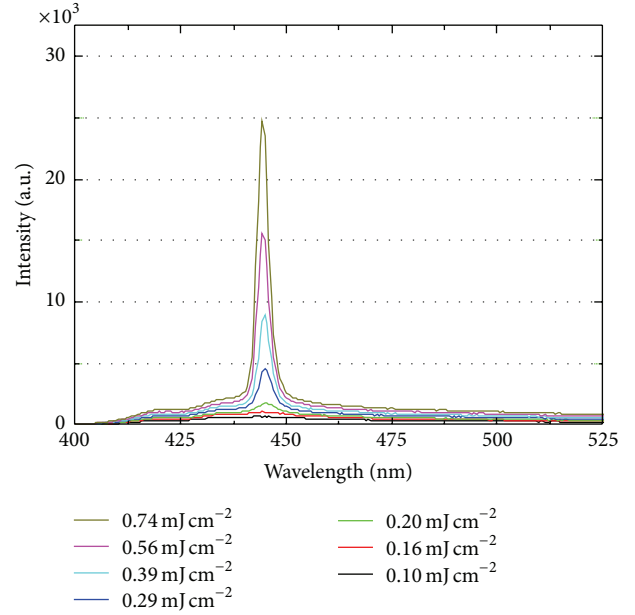 ×10³
30
20
10
0
Intensity (a.u.)
400 425 450 475 500 525
Wavelength (nm)
0.74 mJ cm⁻²
0.56 mJ cm⁻²
0.39 mJ cm⁻²
0.29 mJ cm⁻²
0.20 mJ cm⁻²
0.16 mJ cm⁻²
0.10 mJ cm⁻²